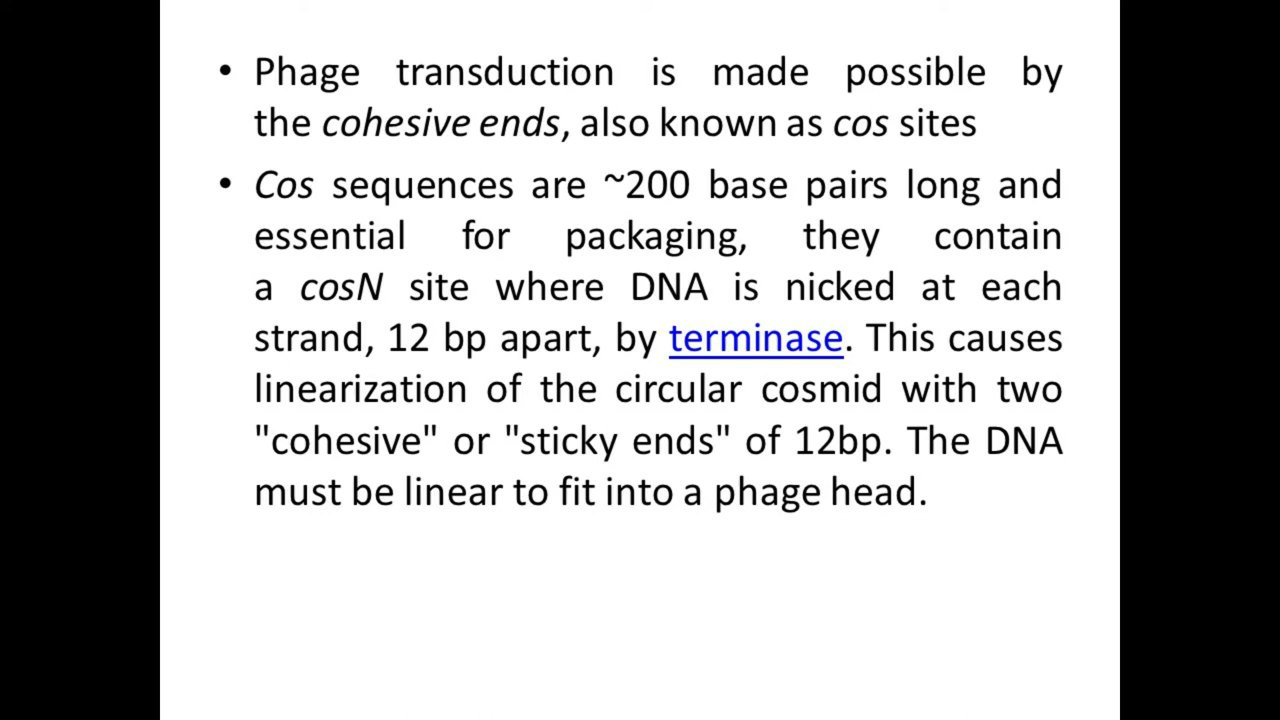 • Phage transduction is made possible by
the cohesive ends, also known as cos sites
• Cos sequences are ~200 base pairs long and
essential for packaging, they contain
a cosN site where DNA is nicked at each
strand, 12 bp apart, by terminase. This causes
linearization of the circular cosmid with two
"cohesive" or "sticky ends" of 12bp. The DNA
must be linear to fit into a phage head.